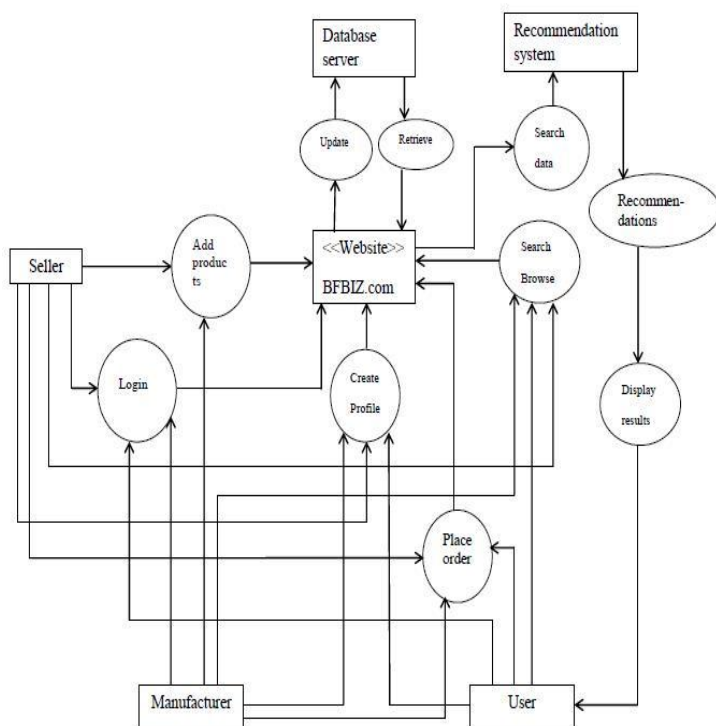 Database
server
Recommendation
system
Update
Retrieve
Search
data
Recommen-
dations
Add
produc
ts
<<Website>>
BFBIZ.com
Search
Browse
Seller
Login
Create
Profile
Display
results
Place
order
Manufacturer
User